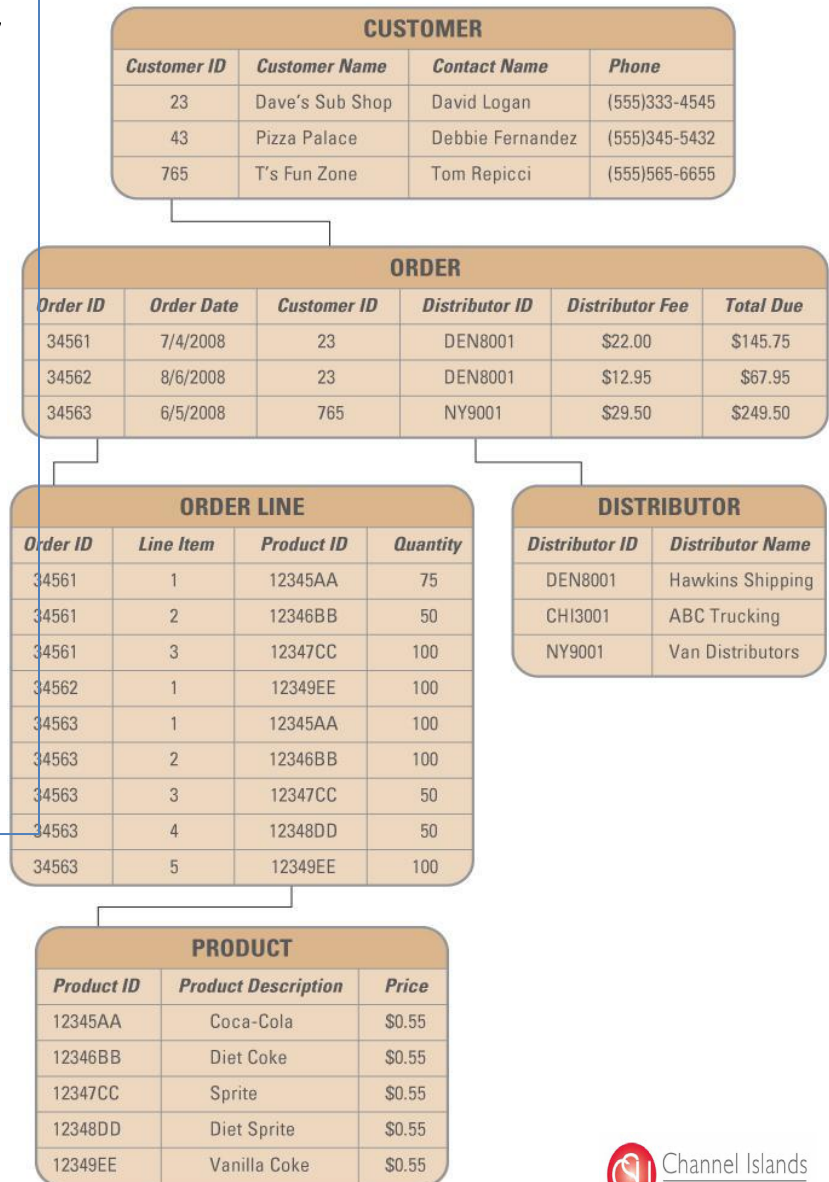 CUSTOMER
Customer ID Customer Name Contact Name Phone
23 Dave's Sub Shop David Logan (555)333-4545
43 Pizza Palace Debbie Fernandez (555)345-5432
765 T's Fun Zone Tom Repicci (555)565-6655
ORDER
Order ID Order Date Customer ID Distributor ID Distributor Fee Total Due
34561 7/4/2008 23 DEN8001 $22.00 $145.75
34562 8/6/2008 23 DEN8001 $12.95 $67.95
34563 6/5/2008 765 NY9001 $29.50 $249.50
ORDER LINE
Order ID Line Item Product ID Quantity
34561 1 12345AA 75
34561 2 12346BB 50
34561 3 12347CC 100
34562 1 12349EE 100
34563 1 12345AA 100
34563 2 12346BB 100
34563 3 12347CC 50
34563 4 12348DD 50
34563 5 12349EE 100
DISTRIBUTOR
Distributor ID Distributor Name
DEN8001 Hawkins Shipping
CHI3001 ABC Trucking
NY9001 Van Distributors
PRODUCT
Product ID Product Description Price
12345AA Coca-Cola $0.55
12346BB Diet Coke $0.55
12347CC Sprite $0.55
12348DD Diet Sprite $0.55
12349EE Vanilla Coke $0.55
Channel Islands